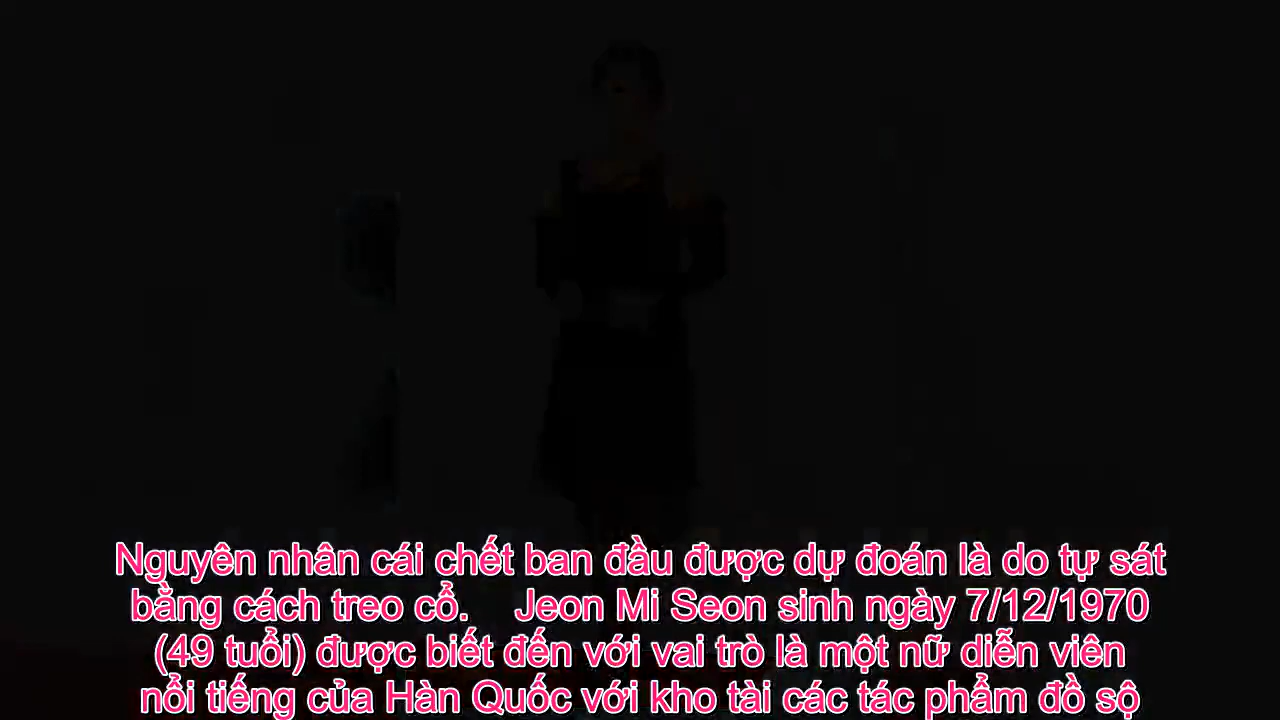 Nguyên nhân cái chết ban đầu được dự đoán là do tự sát
bằng cách treo cổ. Jeon Mi Seon sinh ngày 7/12/1970
(49 tuổi) được biết đến với vai trò là một nữ diễn viên
nổi tiếng của Hàn Quốc với kho tài các tác phẩm đồ sộ